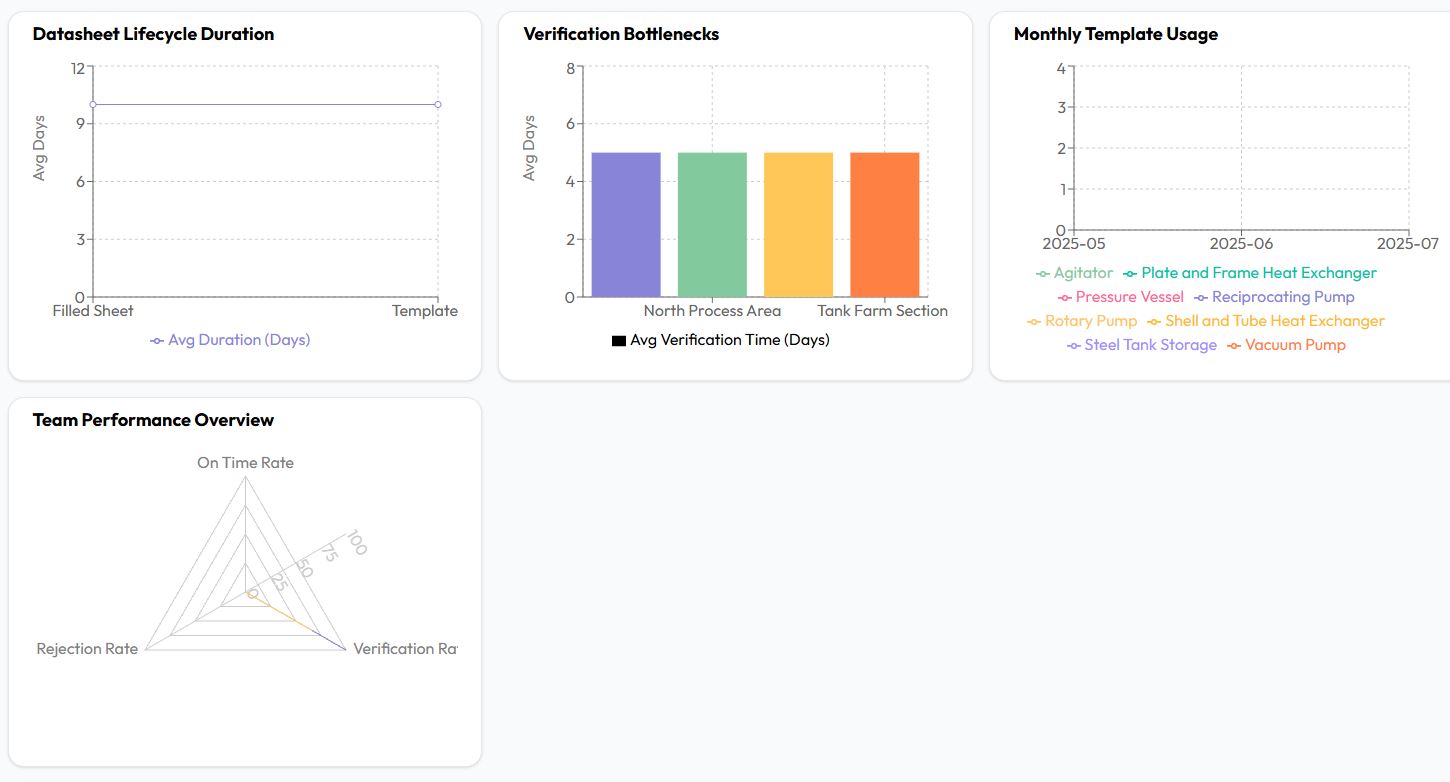 Datasheet Lifecycle Duration
12
9
6
3
0
Avg Days
Filled Sheet Template
Avg Duration (Days)
Verification Bottlenecks
8
6
4
2
0
Avg Days
North Process Area Tank Farm Section
Avg Verification Time (Days)
Monthly Template Usage
4
3
2
1
0
2025-05 2025-06 2025-07
Agitator Plate and Frame Heat Exchanger
Pressure Vessel Reciprocating Pump
Rotary Pump Shell and Tube Heat Exchanger
Steel Tank Storage Vacuum Pump
Team Performance Overview
On Time Rate
100
75
50
25
0
Rejection Rate Verification Ra